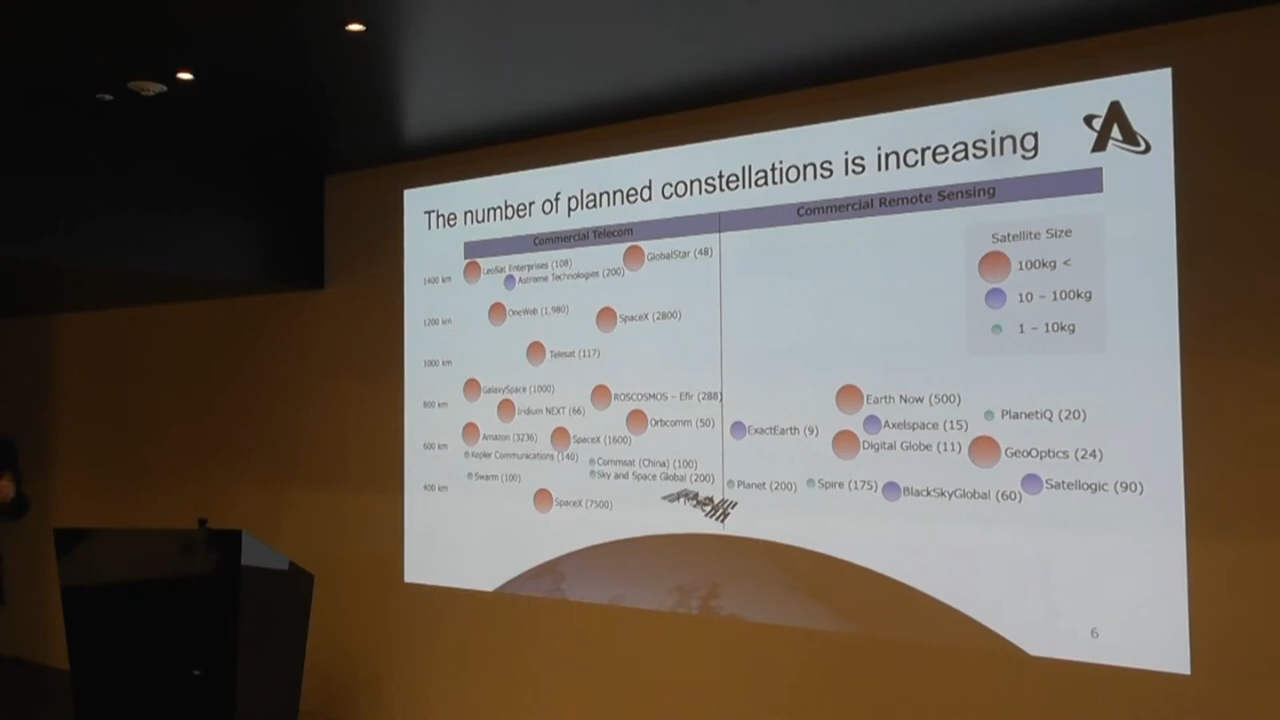 The number of planned constellations is increasing
Commercial Telecom
Commercial Remote Sensing
Satellite Size
100kg <
10 – 100kg
1 – 10kg
1400 km
LeoSat Enterprises (108)
GlobalStar (48)
Astrome Technologies (200)
1200 km
OneWeb (1,980)
SpaceX (2800)
1000 km
Telesat (117)
800 km
GalaxySpace (1000)
ROSCOSMOS – Efir (288)
Iridium NEXT (66)
Orbcomm (50)
Earth Now (500)
PlanetiQ (20)
600 km
Amazon (3236)
SpaceX (1600)
ExactEarth (9)
Axelspace (15)
Digital Globe (11)
GeoOptics (24)
Kepler Communications (140)
Commsat (China) (100)
Swarm (100)
Sky and Space Global (200)
Planet (200)
Spire (175)
BlackSkyGlobal (60)
Satellogic (90)
400 km
SpaceX (7500)
6